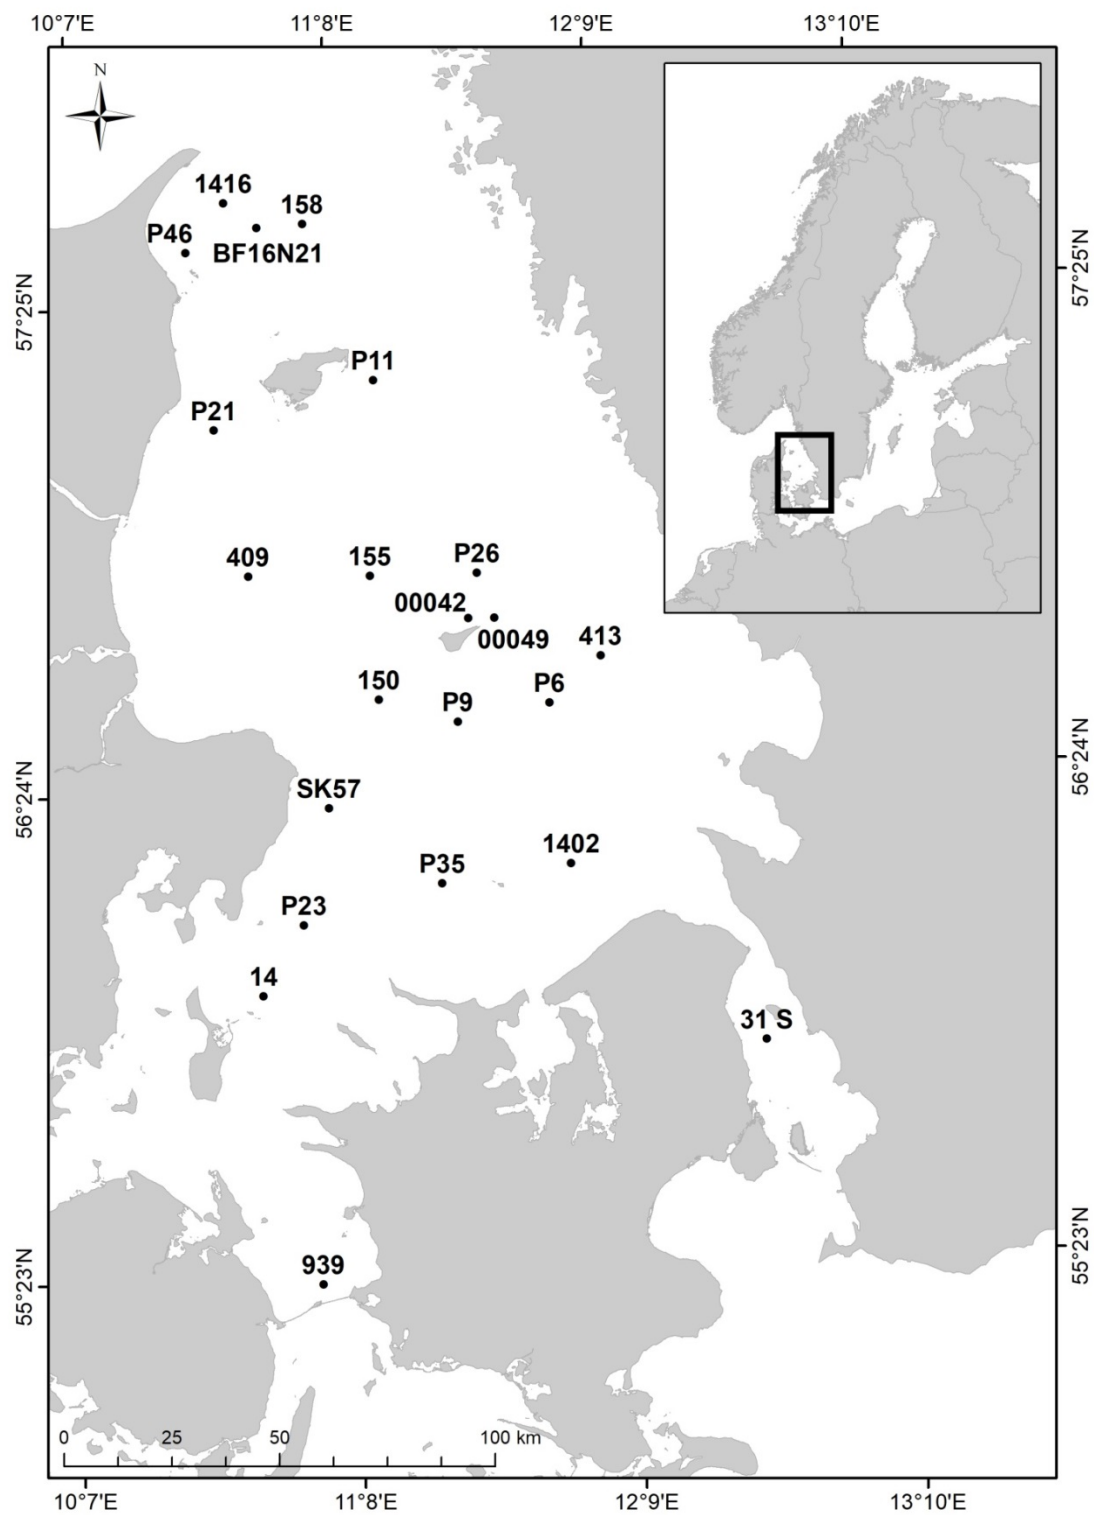 10°7'E 11°8'E 12°9'E 13°10'E
N
1416
158
P46
BF16N21
57°25'N
57°25'N
P11
P21
409
155
P26
00042
00049
413
150
P6
P9
56°24'N
56°24'N
SK57
1402
P35
P23
14
31 S
55°23'N
55°23'N
939
0 25 50 100 km
10°7'E 11°8'E 12°9'E 13°10'E